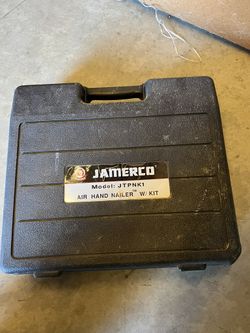 JAMERCO
Model: JTPNK1
AIR HAND NAILER W/ KIT